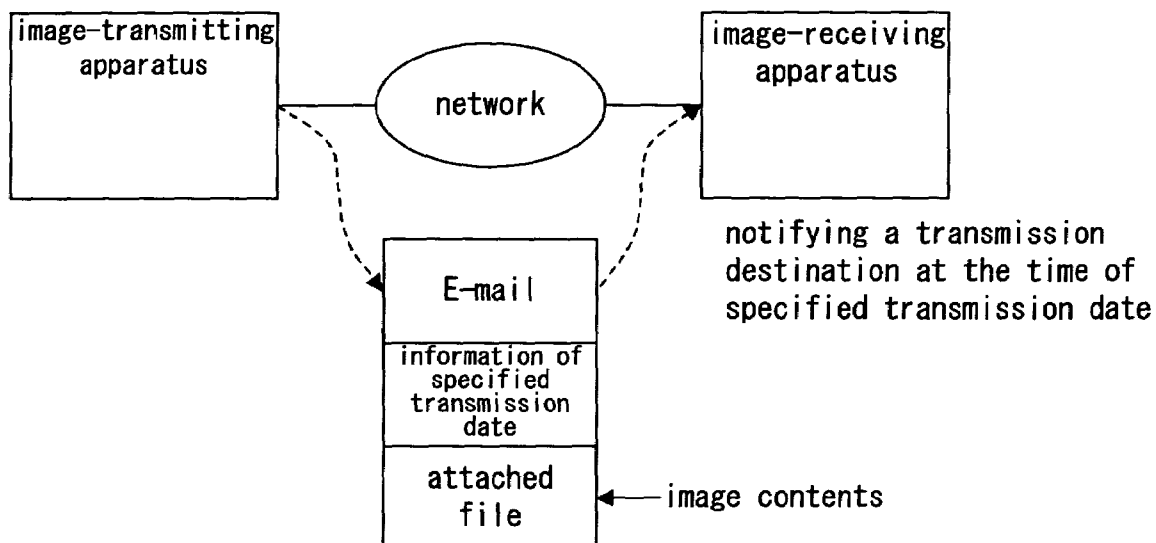 image-transmitting
apparatus
network
image-receiving
apparatus
notifying a transmission
destination at the time of
specified transmission date
E-mail
information of
specified
transmission
date
attached
file
image contents